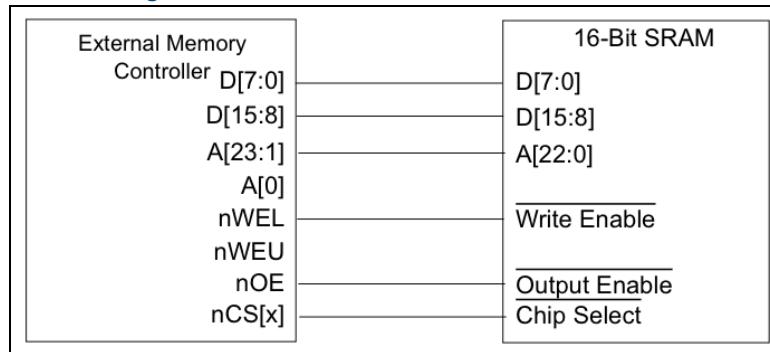 External Memory
Controller
D[7:0]
D[15:8]
A[23:1]
A[0]
nWEL
nWEU
nOE
nCS[x]
16-Bit SRAM
D[7:0]
D[15:8]
A[22:0]
Write Enable
Output Enable
Chip Select